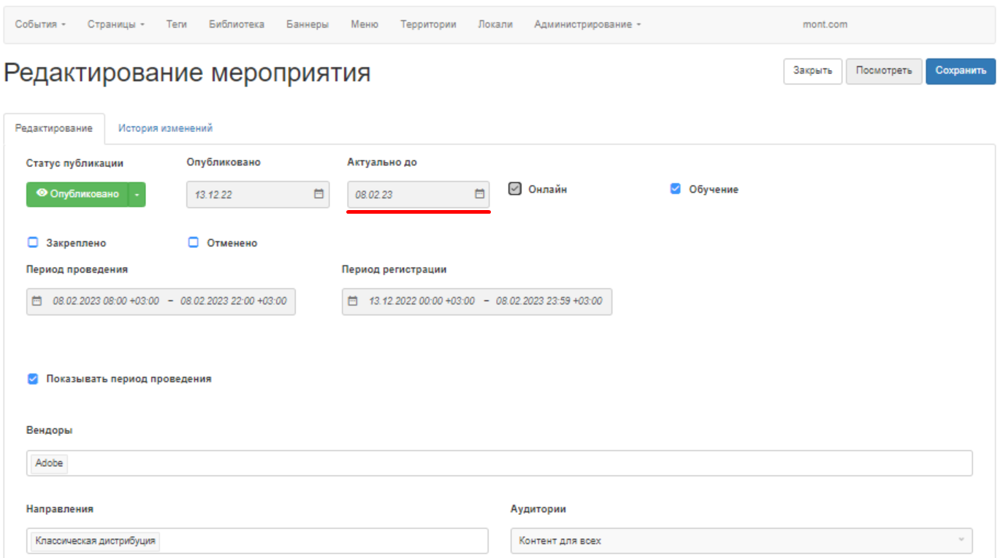 События Страницы Теги Библиотека Баннеры Меню Территории Локали Администрирование mont.com
Редактирование мероприятия
Закрыть Посмотреть Сохранить
Редактирование История изменений
Статус публикации Опубликовано Актуально до
Опубликовано 13.12.22 08.02.23 Онлайн Обучение
Закреплено Отменено
Период проведения Период регистрации
08.02.2023 08:00 +03:00 – 08.02.2023 22:00 +03:00 13.12.2022 00:00 +03:00 – 08.02.2023 23:59 +03:00
Показывать период проведения
Вендоры
Adobe
Направления Аудитории
Классическая дистрибуция Контент для всех